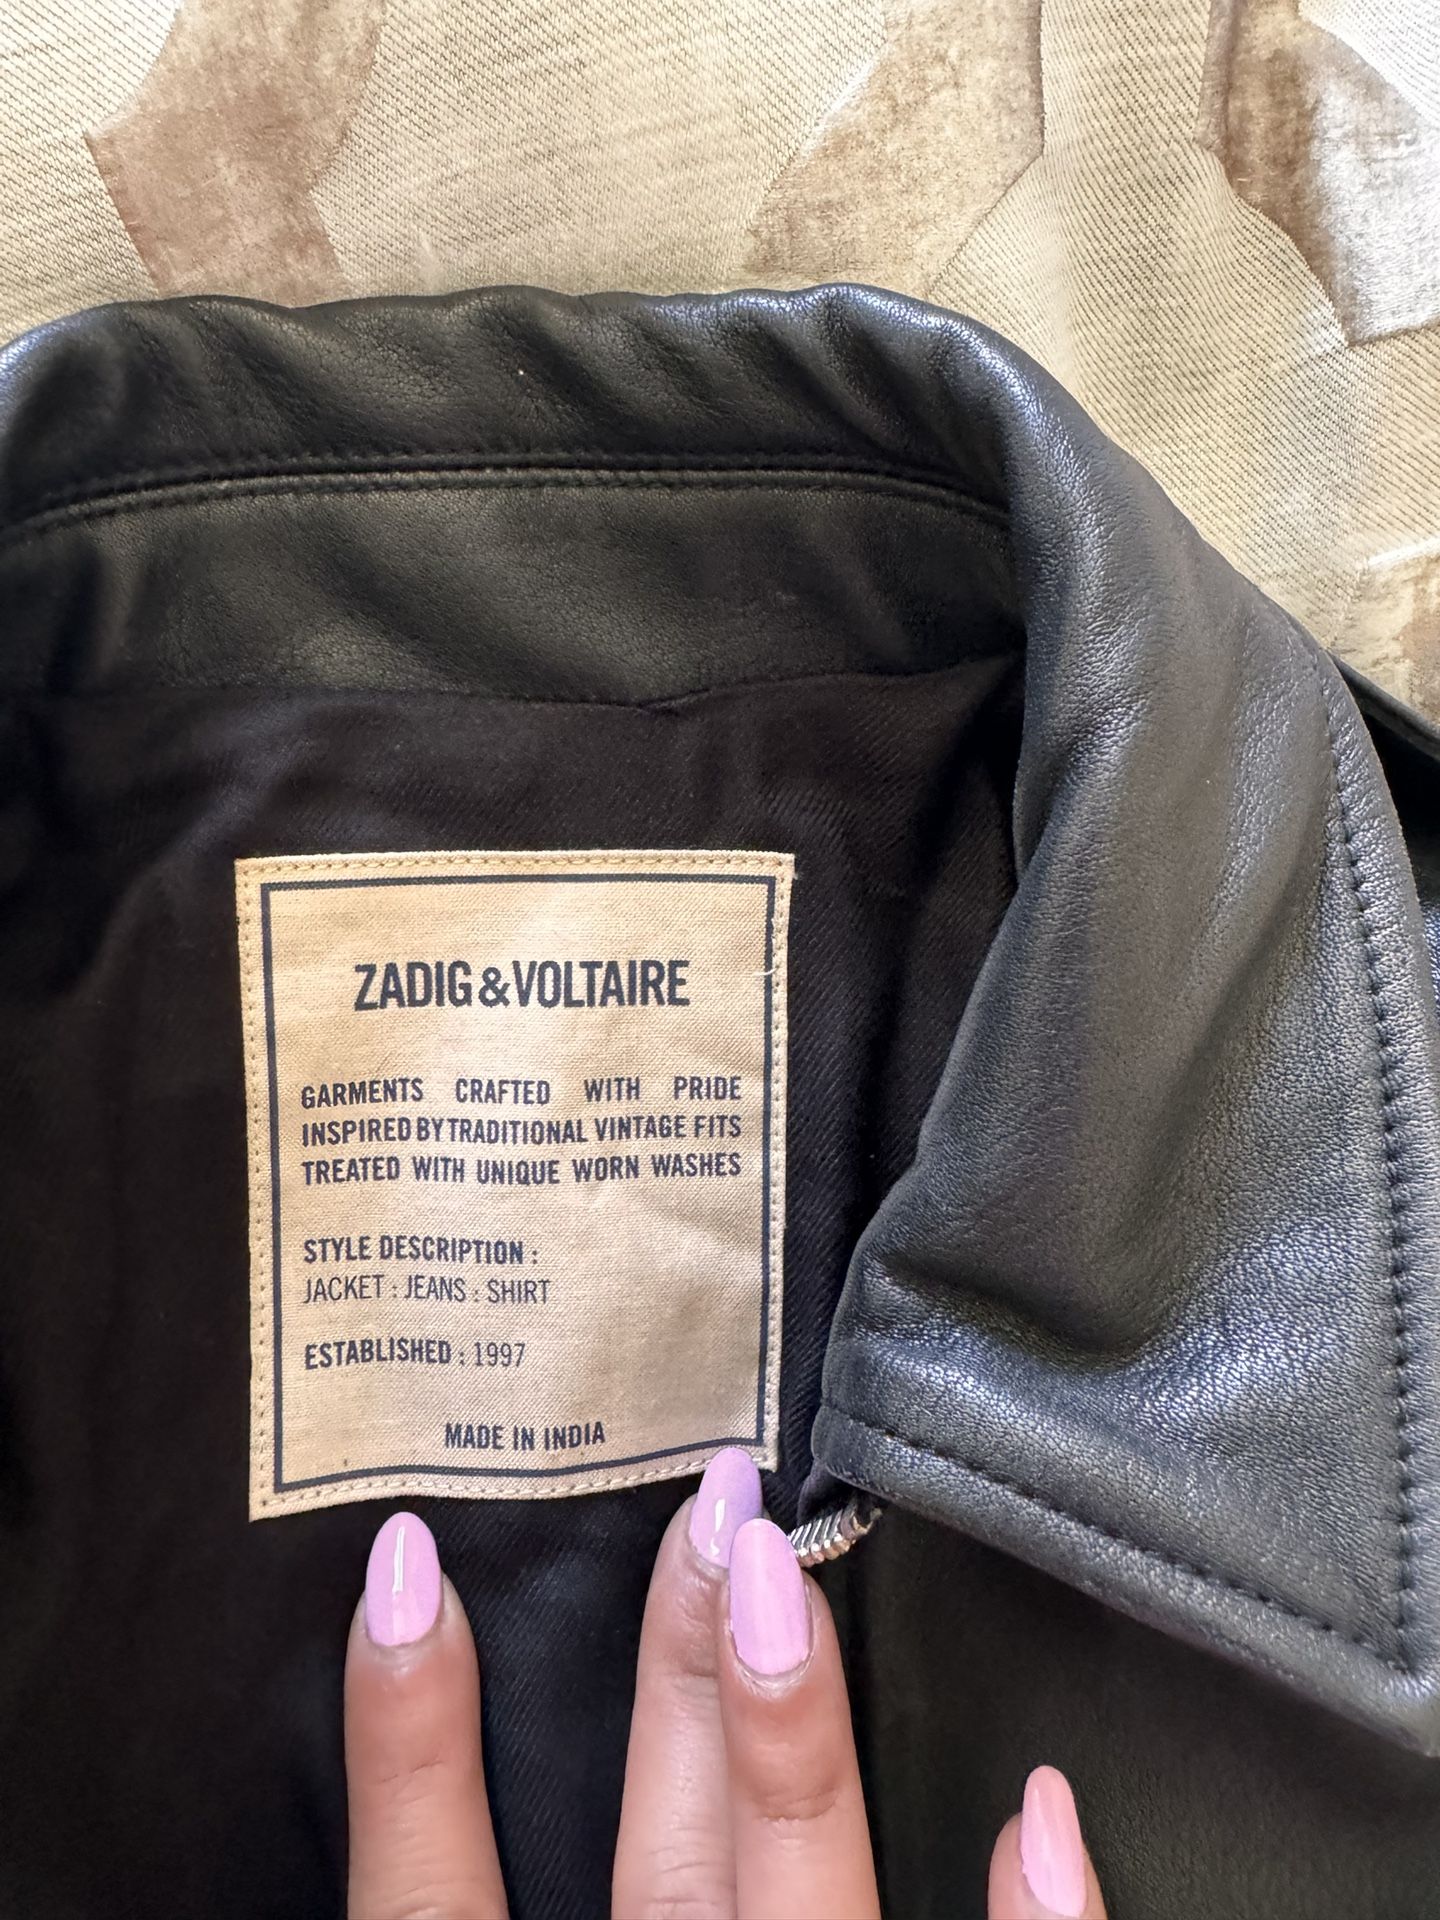 ZADIG&VOLTAIRE
GARMENTS CRAFTED WITH PRIDE
INSPIRED BY TRADITIONAL VINTAGE FITS
TREATED WITH UNIQUE WORN WASHES
STYLE DESCRIPTION :
JACKET : JEANS : SHIRT
ESTABLISHED : 1997
MADE IN INDIA